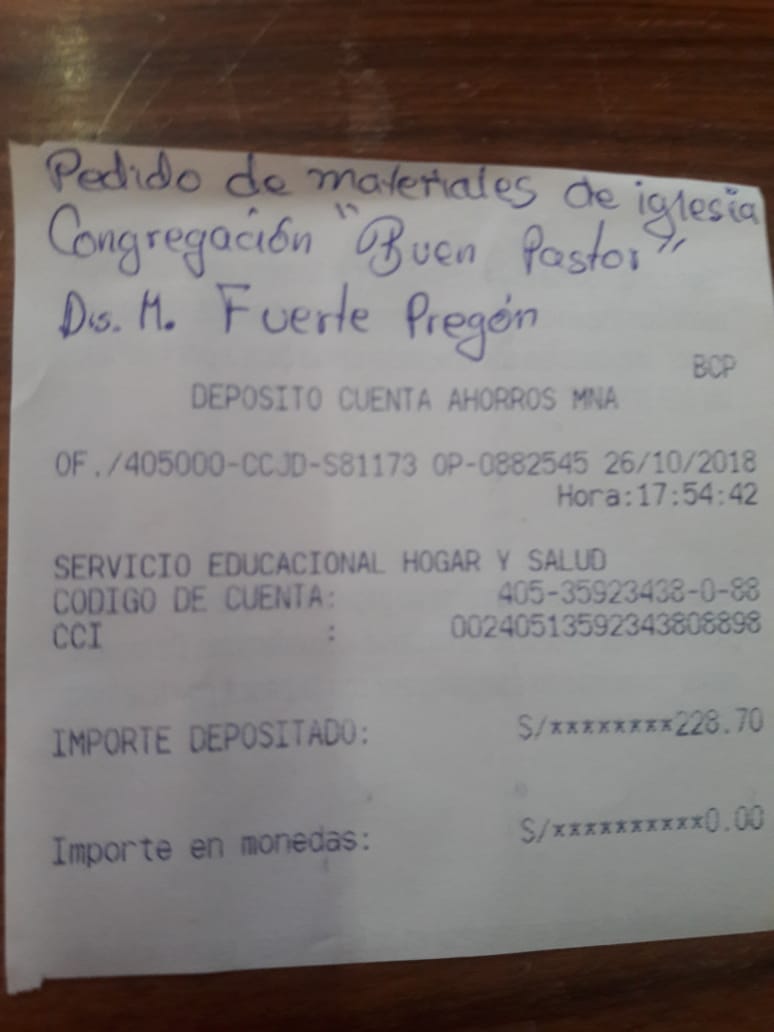 Pedido de materiales de iglesia
Congregación "Buen Pastor"
Dis. M. Fuerte Pregón
BCP
DEPOSITO CUENTA AHORROS MNA
OF./405000-CCJD-S81173 OP-0882545 26/10/2018
Hora:17:54:42
SERVICIO EDUCACIONAL HOGAR Y SALUD
CODIGO DE CUENTA: 405-35923438-0-88
CCI : 00240513592343808898
IMPORTE DEPOSITADO: S/********228.70
Importe en monedas: S/**********0.00